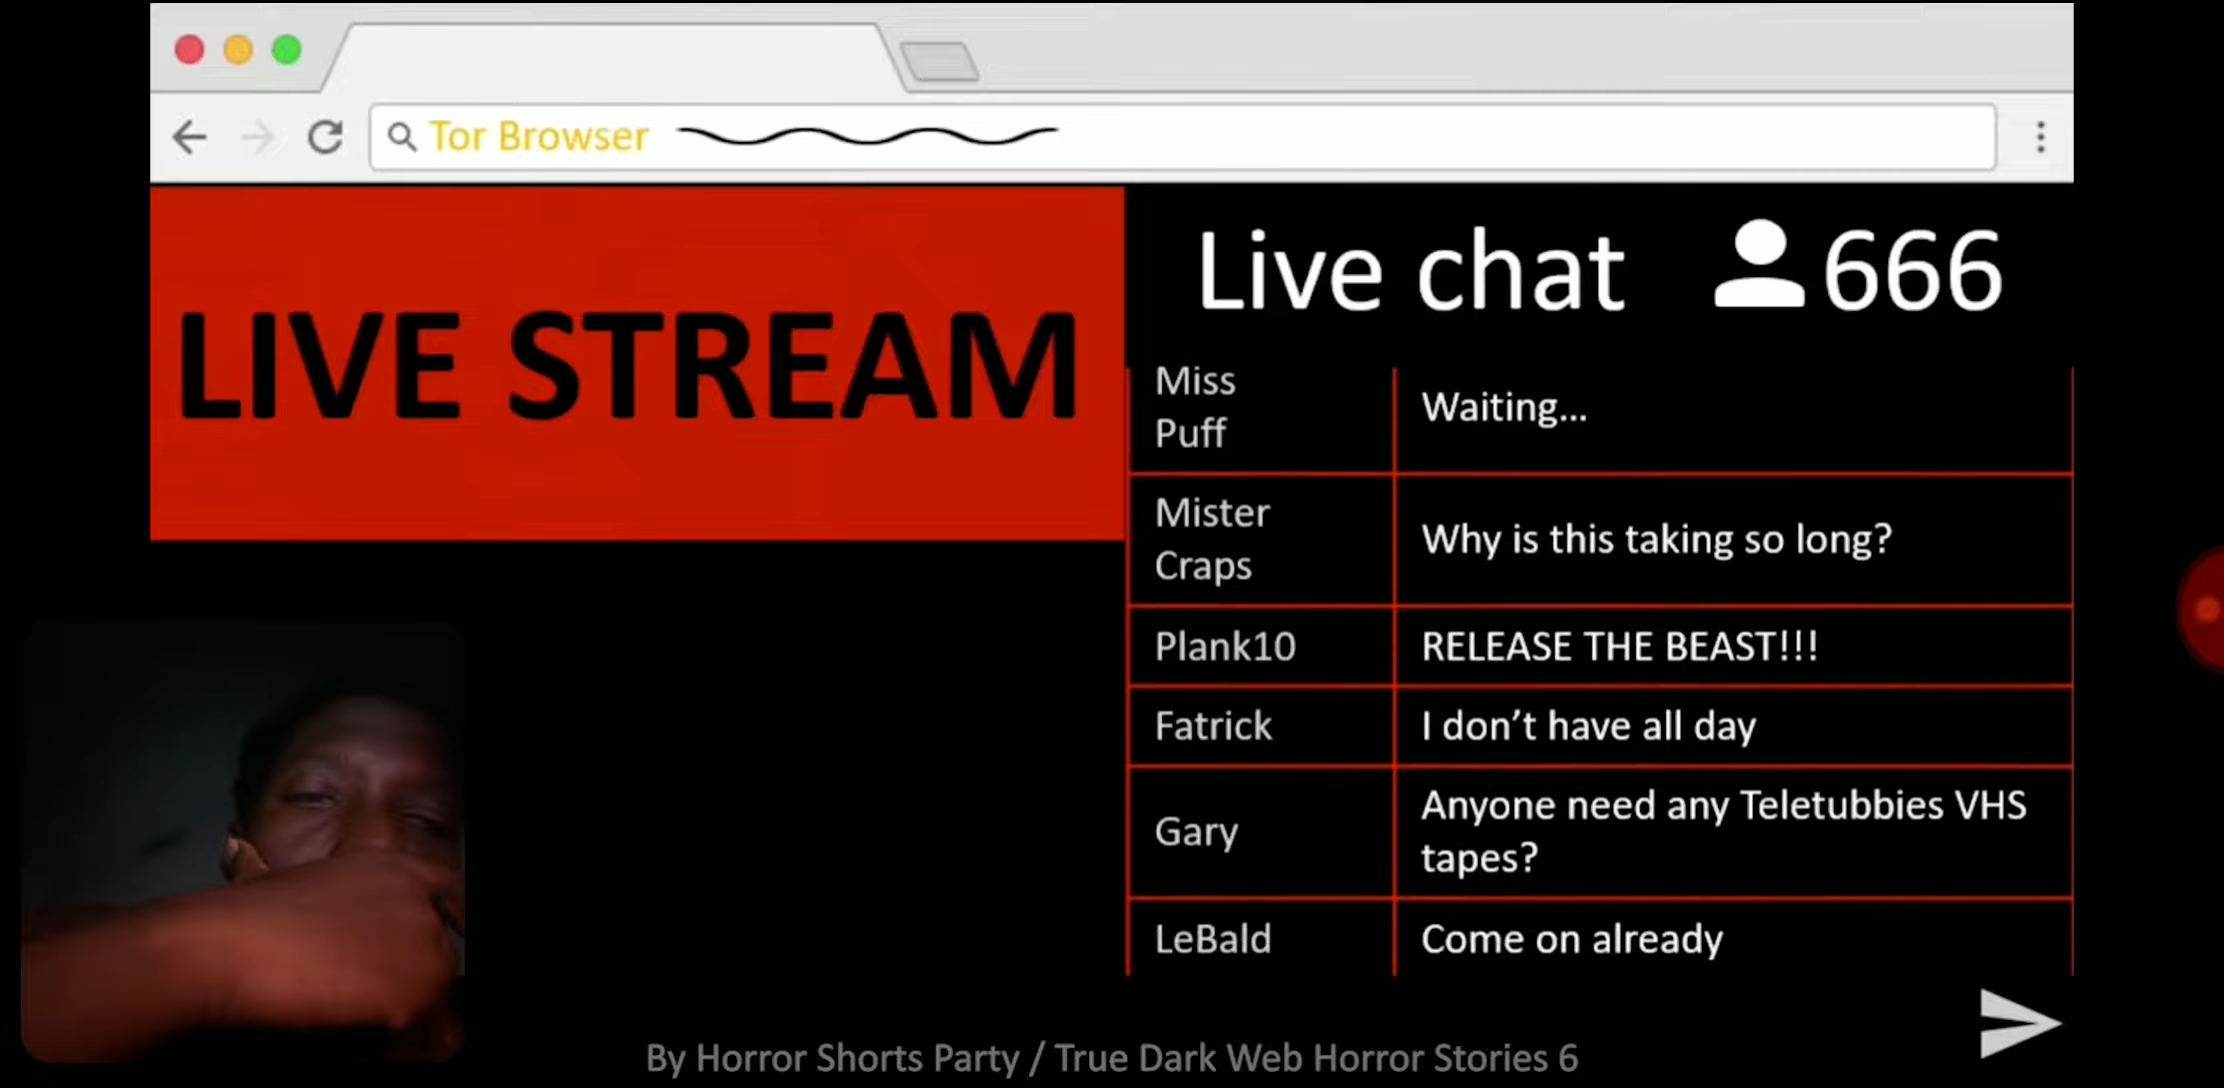 Tor Browser
LIVE STREAM
Live chat 666
Miss
Puff
Waiting...
Mister
Craps
Why is this taking so long?
Plank10
RELEASE THE BEAST!!!
Fatrick
I don’t have all day
Gary
Anyone need any Teletubbies VHS
tapes?
LeBald
Come on already
By Horror Shorts Party / True Dark Web Horror Stories 6